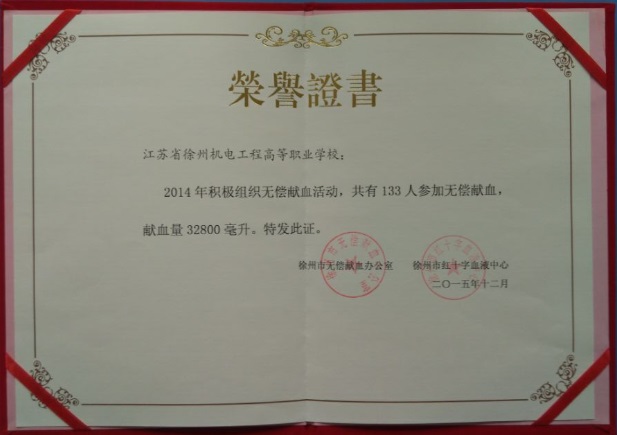 榮譽證書
江苏省徐州机电工程高等职业学校：
2014年积极组织无偿献血活动，共有133人参加无偿献血，
献血量32800毫升。特发此证。
徐州市无偿献血办公室 徐州市红十字血液中心
二〇一五年十二月